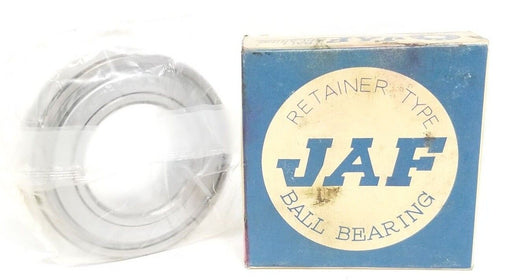 RETAINER TYPE
JAF
BALL BEARING